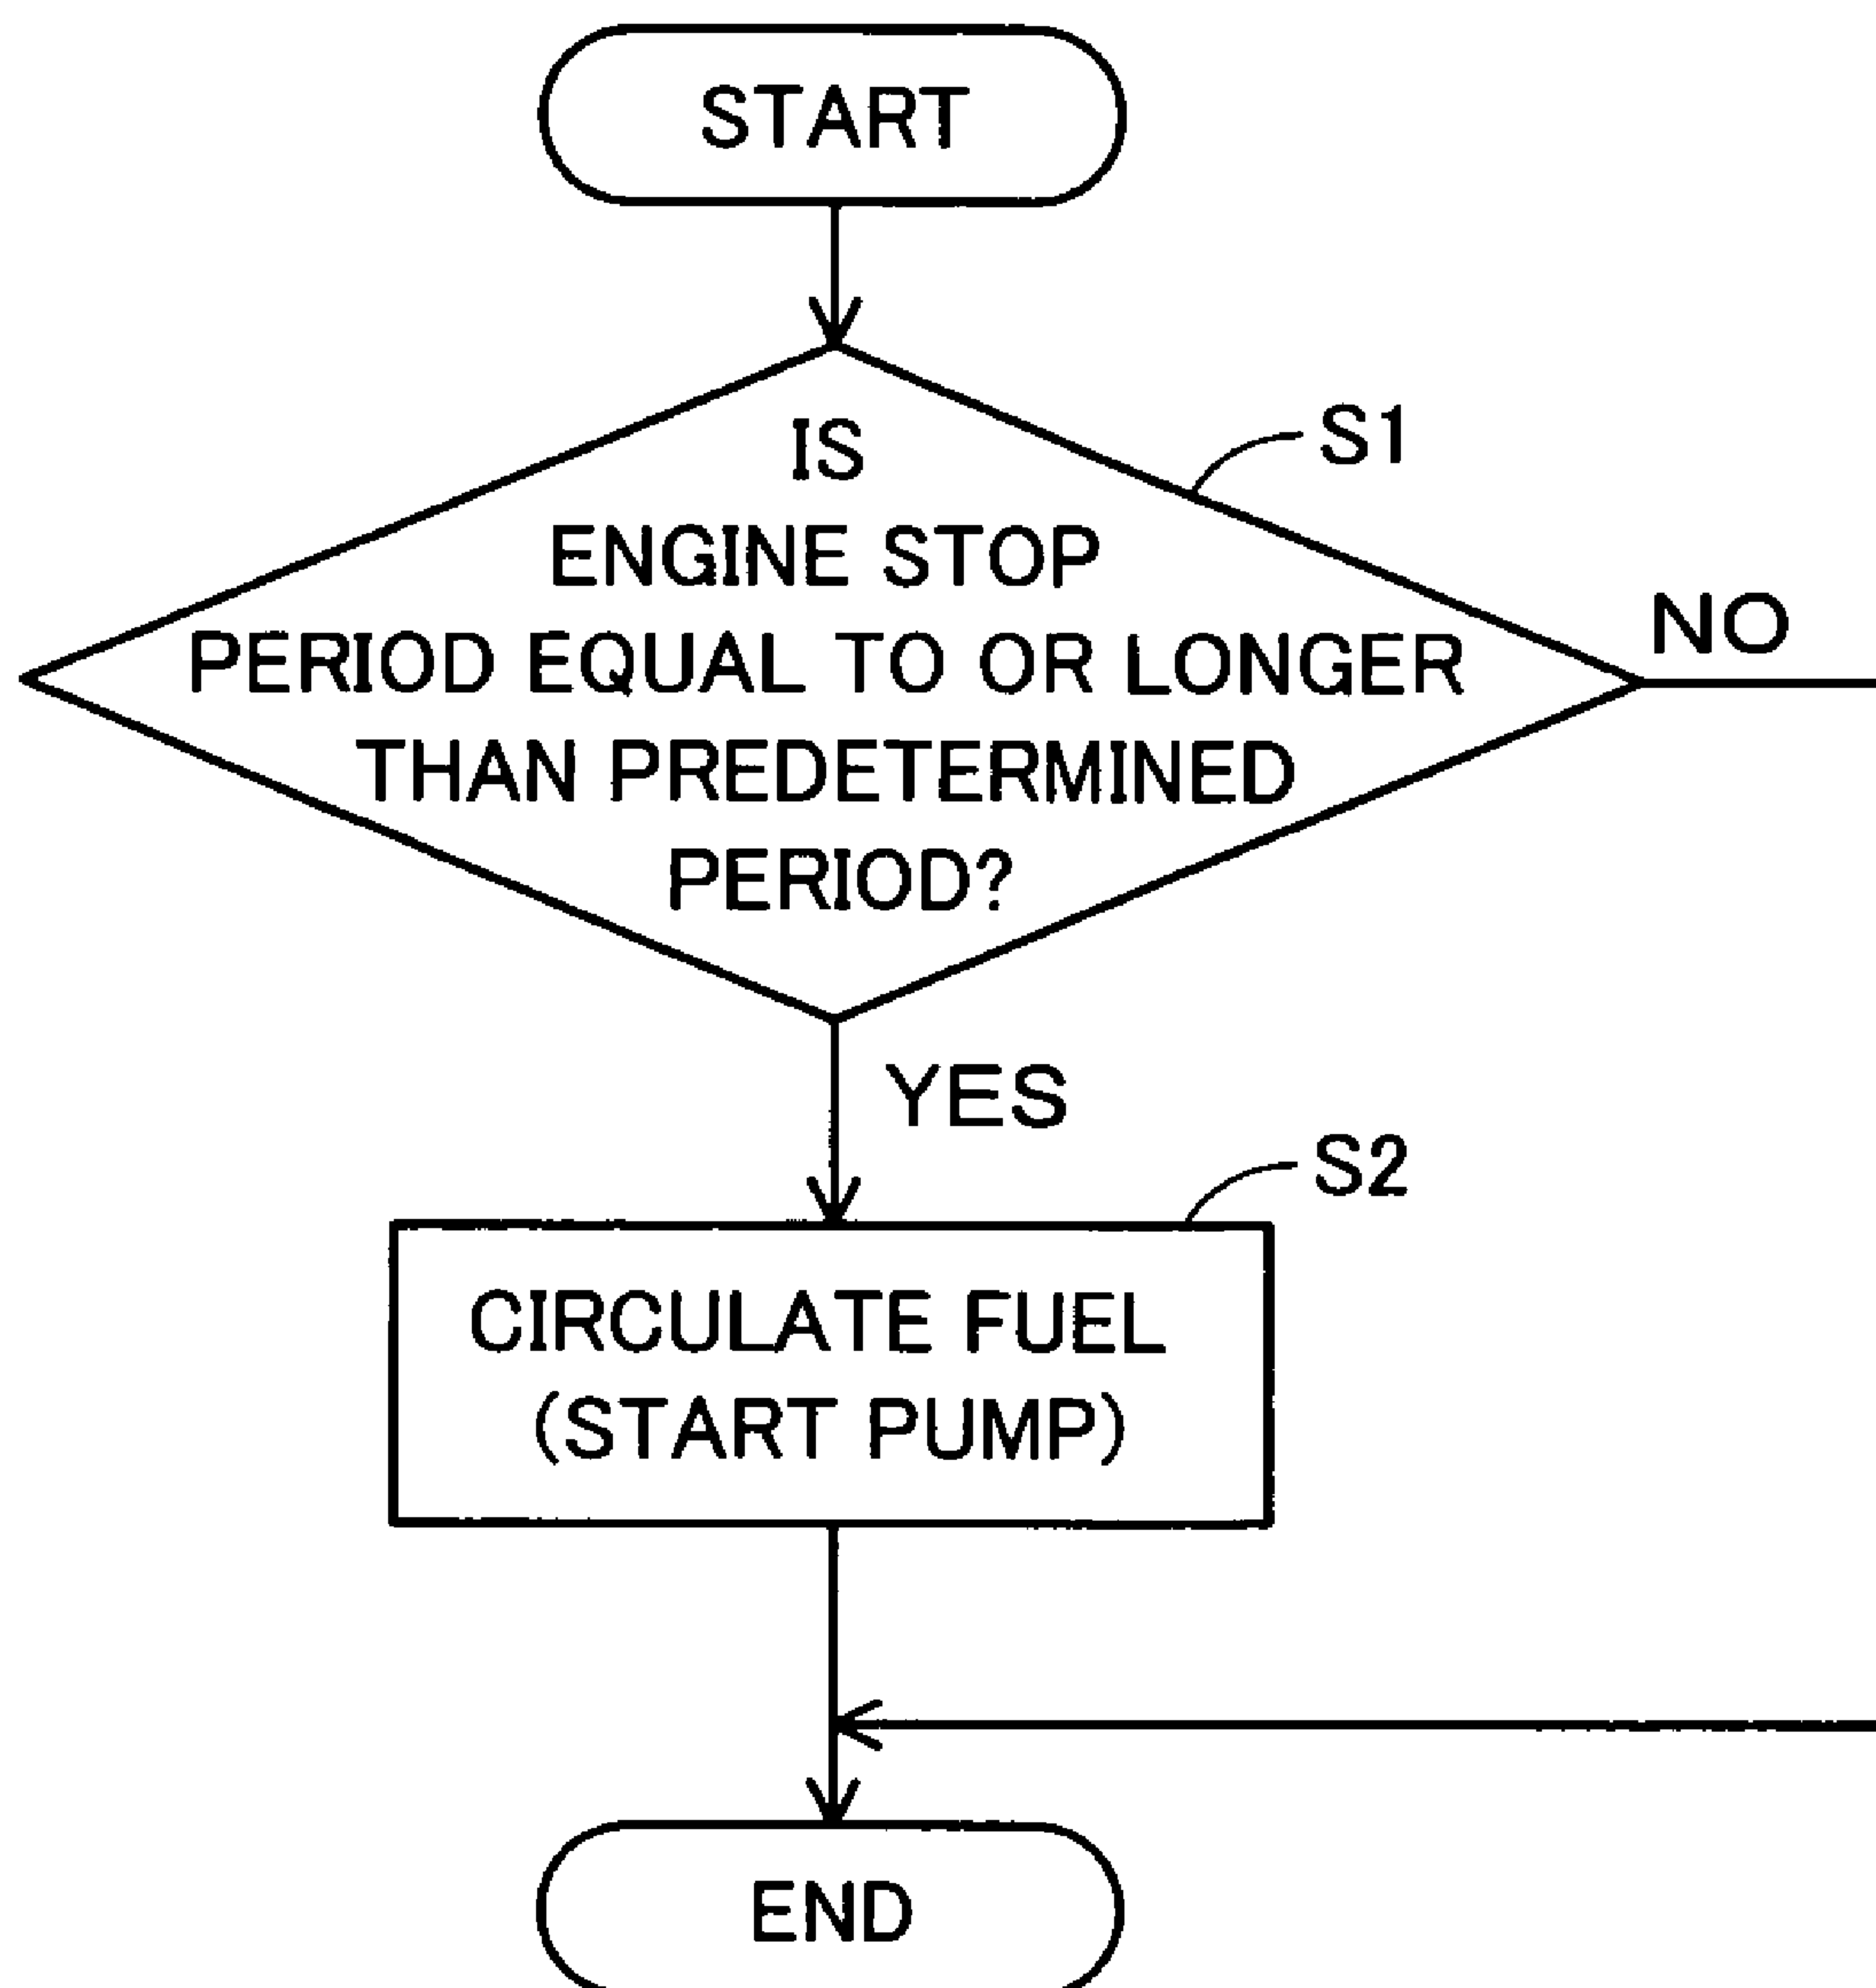 START
IS
S1
ENGINE STOP
NO
PERIOD EQUAL TO OR LONGER
THAN PREDETERMINED
PERIOD?
YES
S2
CIRCULATE FUEL
(START PUMP)
END